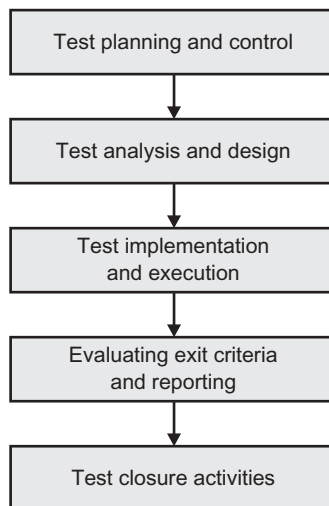 Test planning and control
Test analysis and design
Test implementation
and execution
Evaluating exit criteria
and reporting
Test closure activities